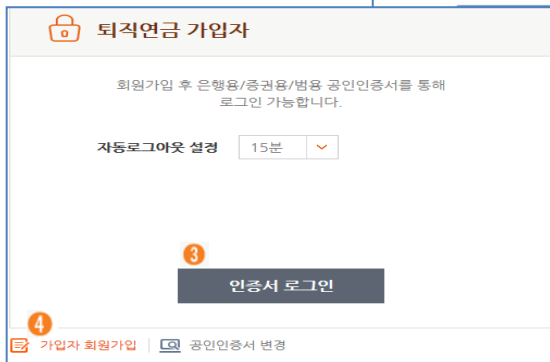 퇴직연금 가입자
회원가입 후 은행용/증권용/범용 공인인증서를 통해
로그인 가능합니다.
자동로그아웃 설정 15분
3
인증서 로그인
4
가입자 회원가입 공인인증서 변경